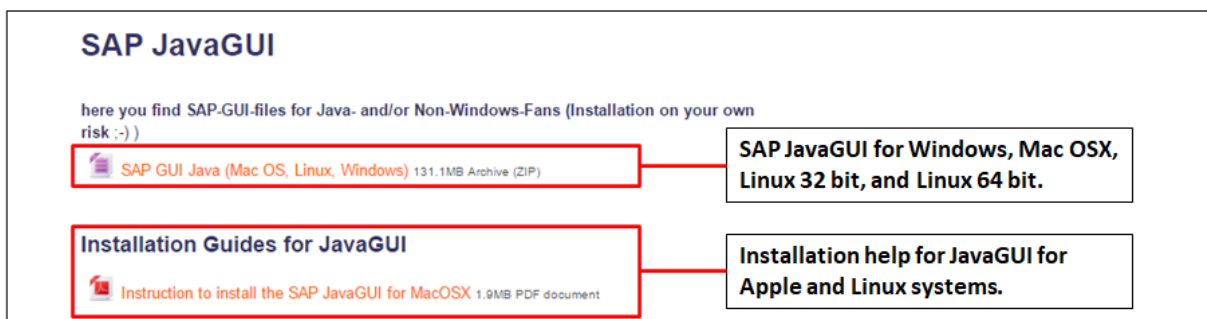 SAP JavaGUI
here you find SAP-GUI-files for Java- and/or Non-Windows-Fans (Installation on your own
risk ;-) )
SAP GUI Java (Mac OS, Linux, Windows) 131.1MB Archive (ZIP)
SAP JavaGUI for Windows, Mac OSX,
Linux 32 bit, and Linux 64 bit.
Installation Guides for JavaGUI
Instruction to install the SAP JavaGUI for MacOSX 1.9MB PDF document
Installation help for JavaGUI for
Apple and Linux systems.